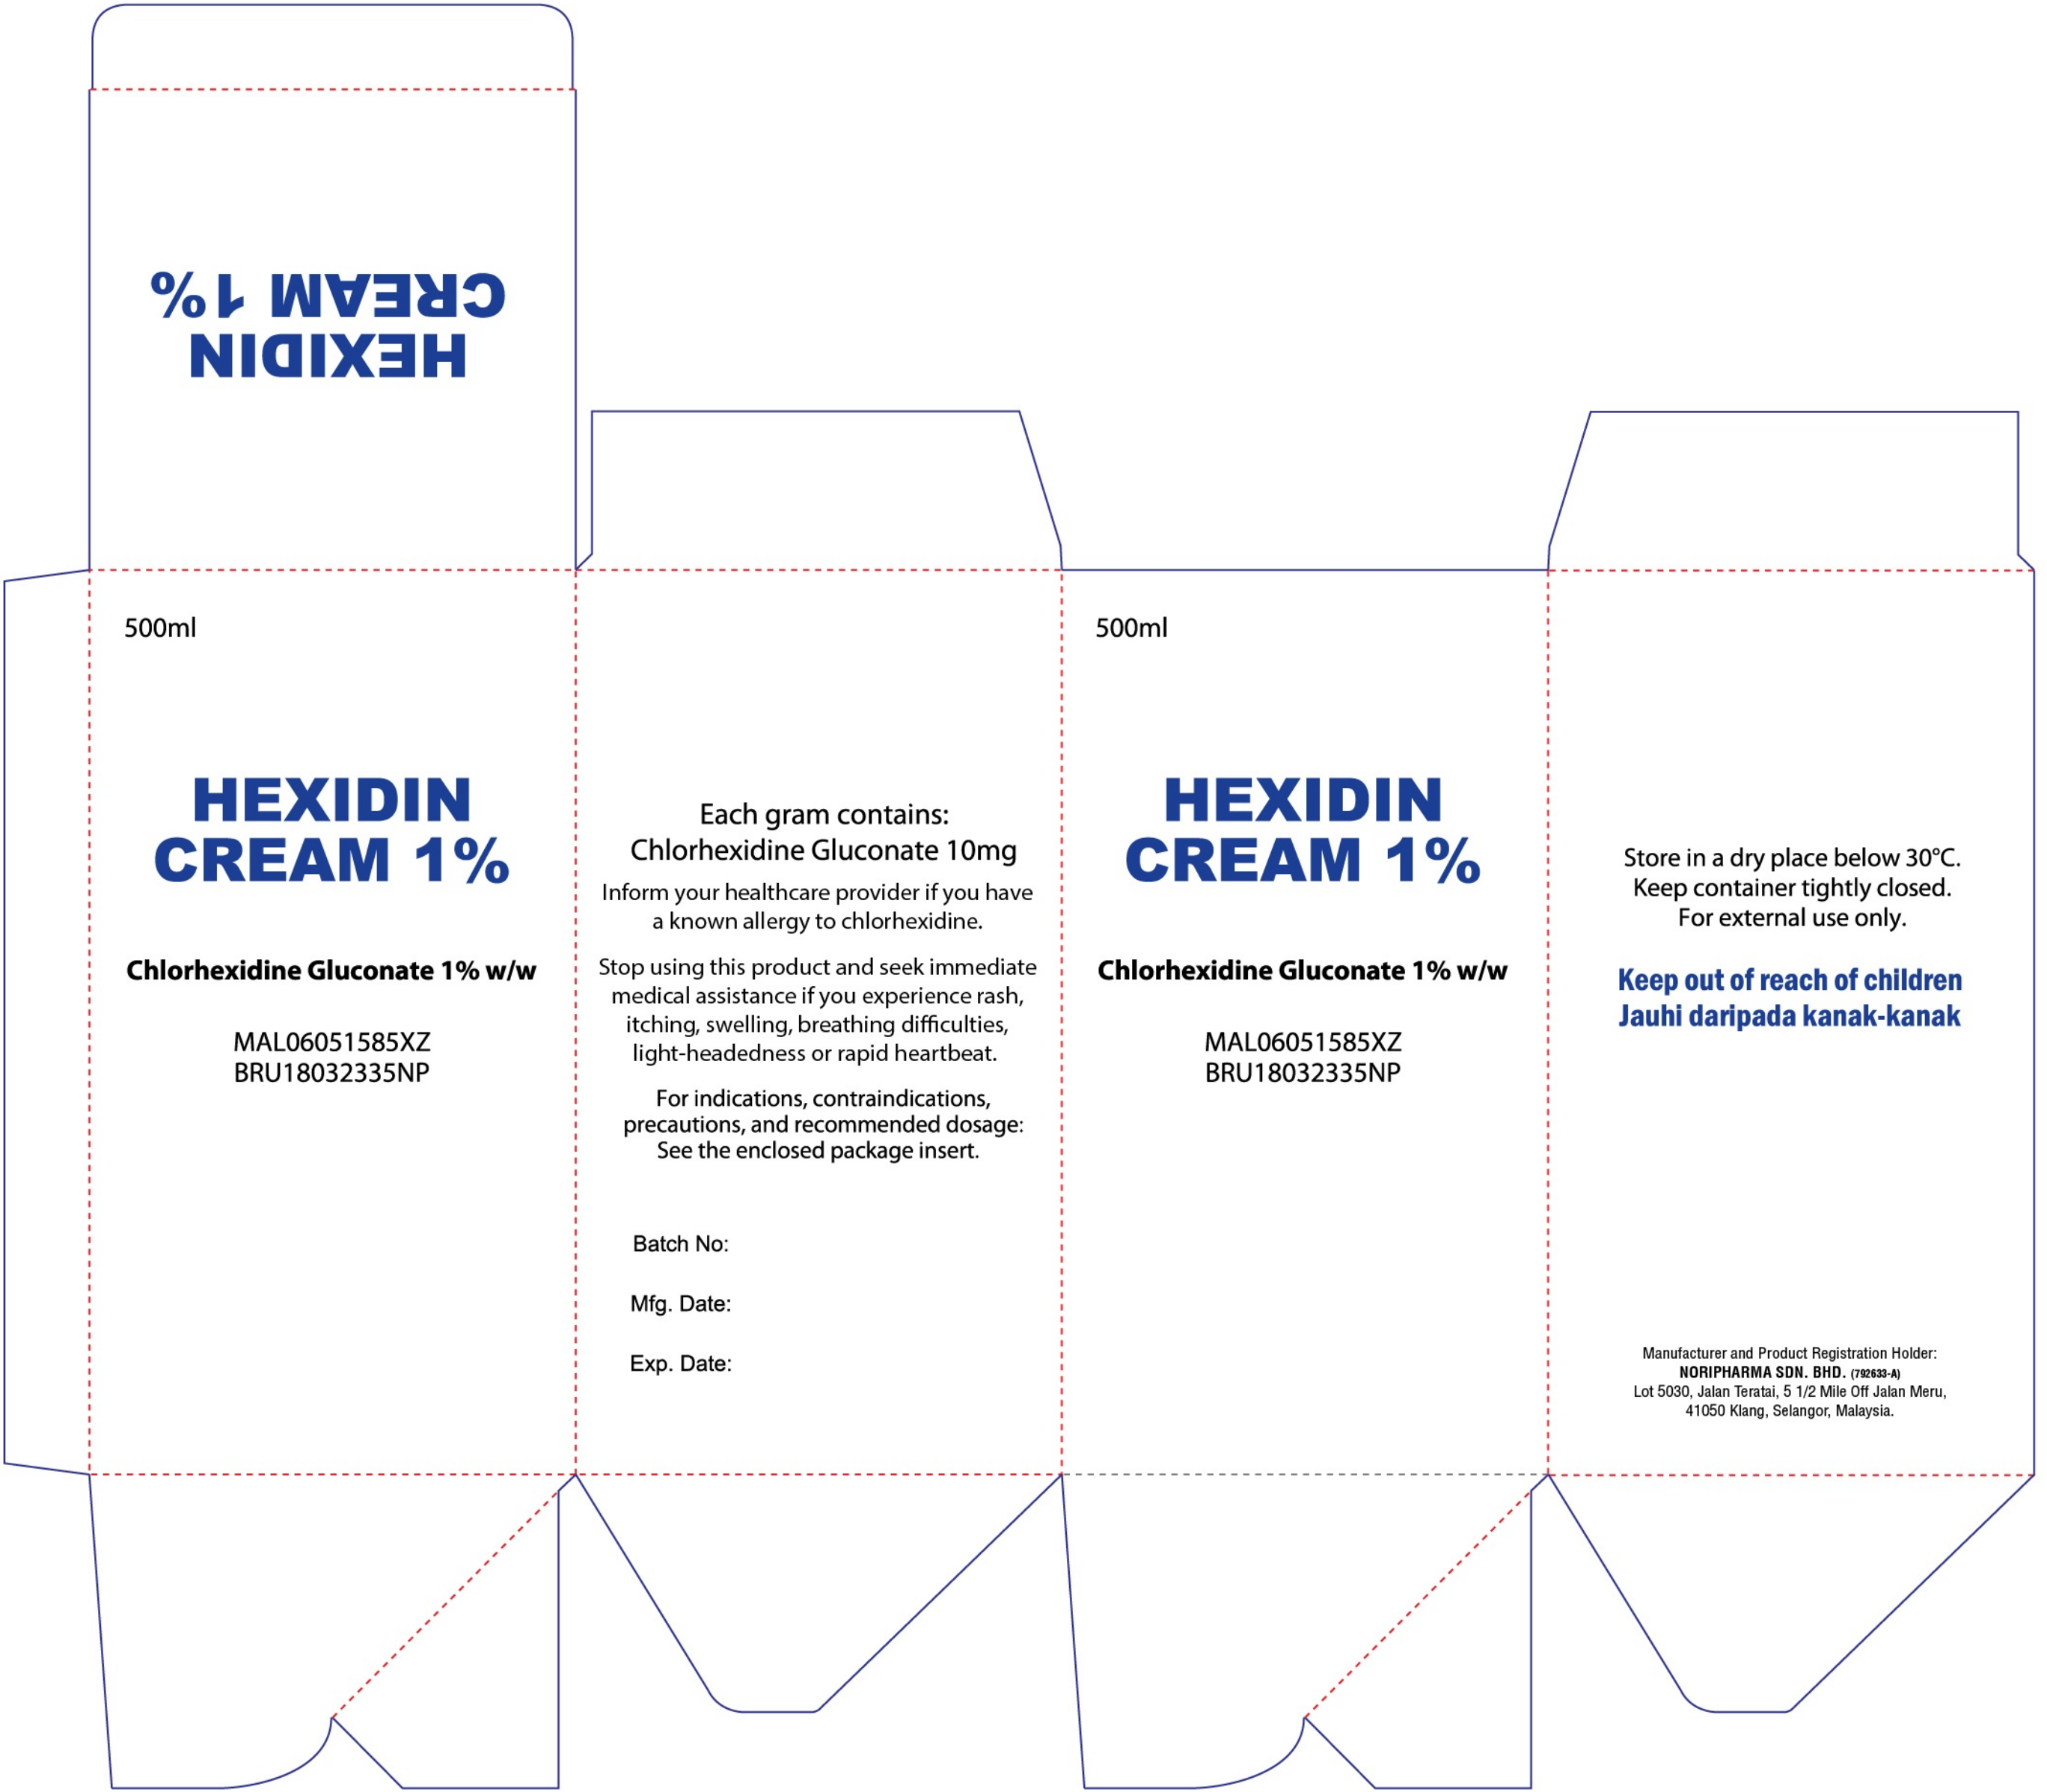 HEXIDIN
CREAM 1%
500ml
HEXIDIN
CREAM 1%
Chlorhexidine Gluconate 1% w/w
MAL06051585XZ
BRU18032335NP
Each gram contains:
Chlorhexidine Gluconate 10mg
Inform your healthcare provider if you have
a known allergy to chlorhexidine.
Stop using this product and seek immediate
medical assistance if you experience rash,
itching, swelling, breathing difficulties,
light-headedness or rapid heartbeat.
For indications, contraindications,
precautions, and recommended dosage:
See the enclosed package insert.
Batch No:
Mfg. Date:
Exp. Date:
500ml
HEXIDIN
CREAM 1%
Chlorhexidine Gluconate 1% w/w
MAL06051585XZ
BRU18032335NP
Store in a dry place below 30°C.
Keep container tightly closed.
For external use only.
Keep out of reach of children
Jauhi daripada kanak-kanak
Manufacturer and Product Registration Holder:
NORIPHARMA SDN. BHD. (792633-A)
Lot 5030, Jalan Teratai, 5 1/2 Mile Off Jalan Meru,
41050 Klang, Selangor, Malaysia.